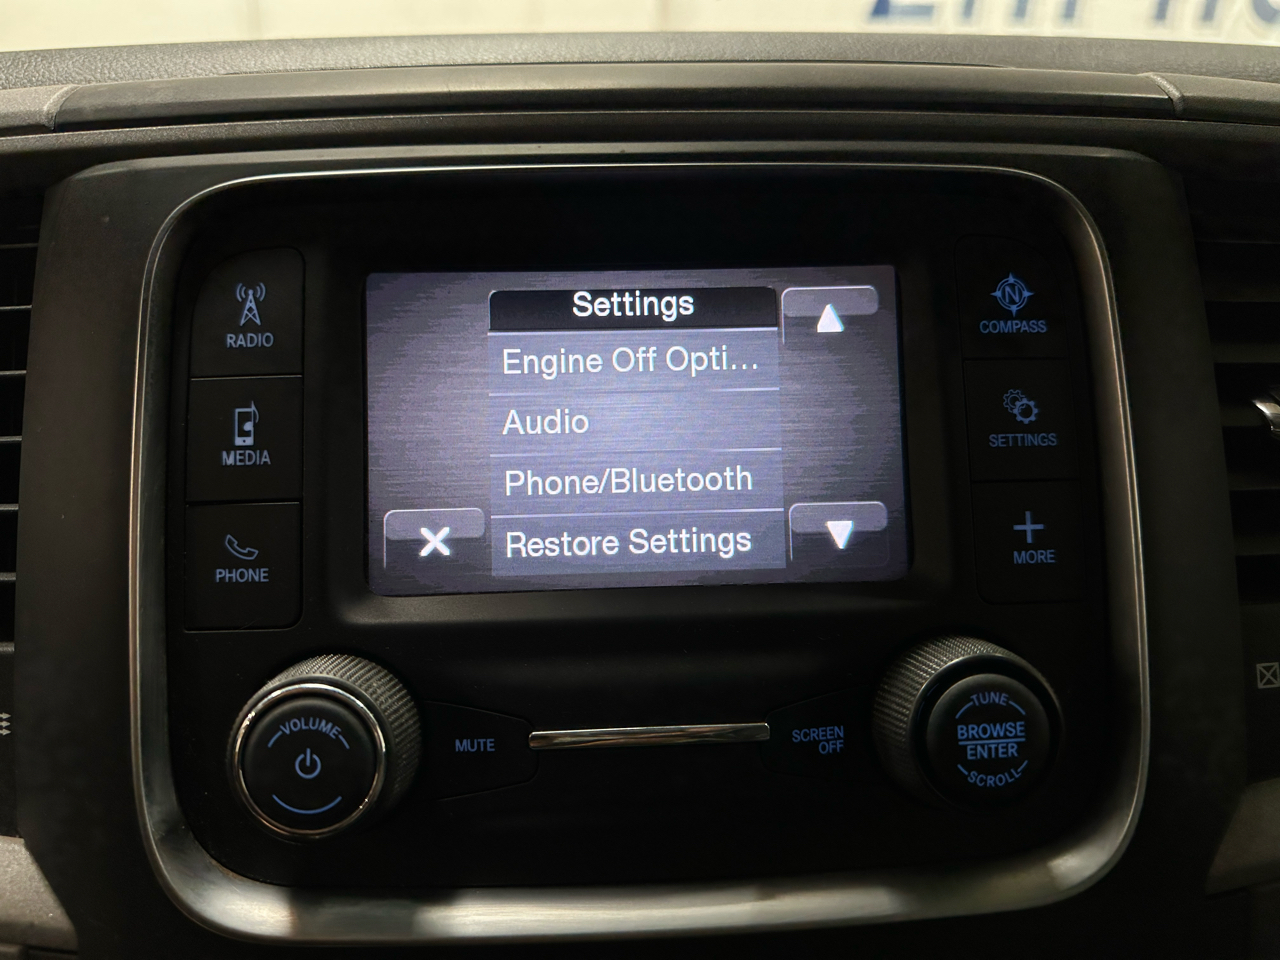 Settings
Engine Off Opti...
Audio
Phone/Bluetooth
Restore Settings
RADIO
MEDIA
PHONE
N
COMPASS
SETTINGS
MORE
VOLUME
MUTE
SCREEN
OFF
TUNE
BROWSE
ENTER
SCROLL